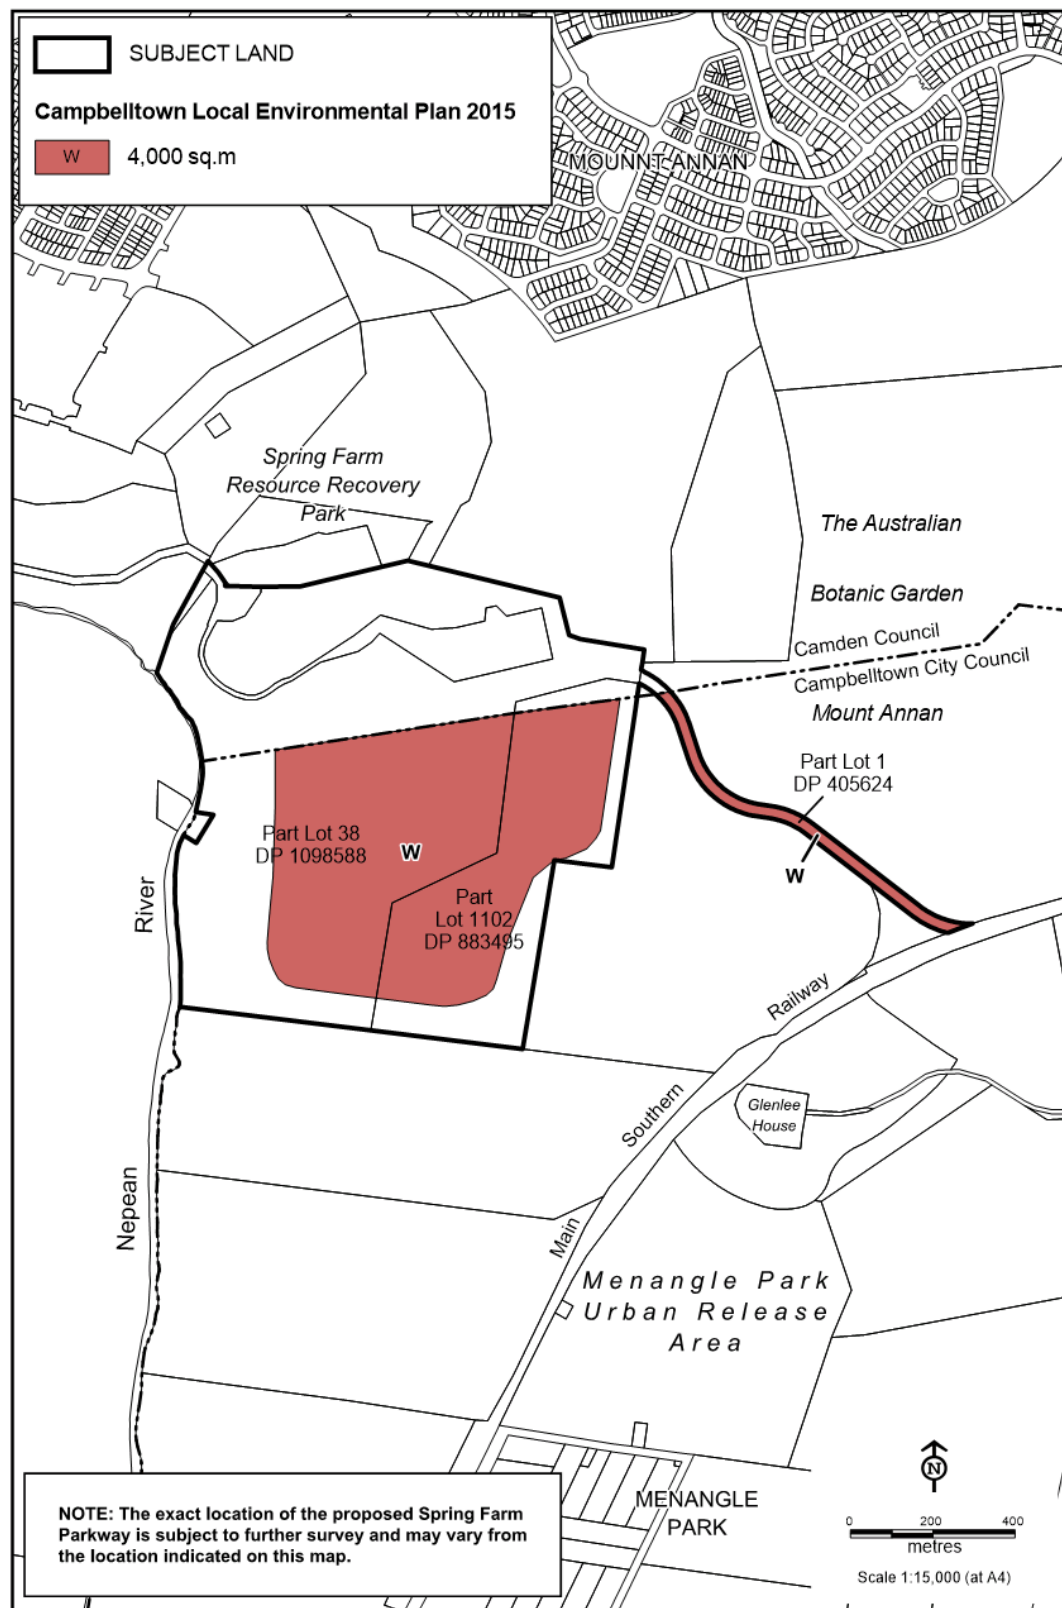 SUBJECT LAND
Campbelltown Local Environmental Plan 2015
W 4,000 sq.m
MOUNNT ANNAN
Spring Farm
Resource Recovery
Park
The Australian
Botanic Garden
Camden Council
Campbelltown City Council
Mount Annan
Part Lot 1
DP 405624
W
Part Lot 38
DP 1098588
W
Part
Lot 1102
DP 883495
Nepean River
Main Southern Railway
Glenlee
House
Menangle Park
Urban Release
Area
MENANGLE
PARK
NOTE: The exact location of the proposed Spring Farm
Parkway is subject to further survey and may vary from
the location indicated on this map.
N
0 200 400
metres
Scale 1:15,000 (at A4)